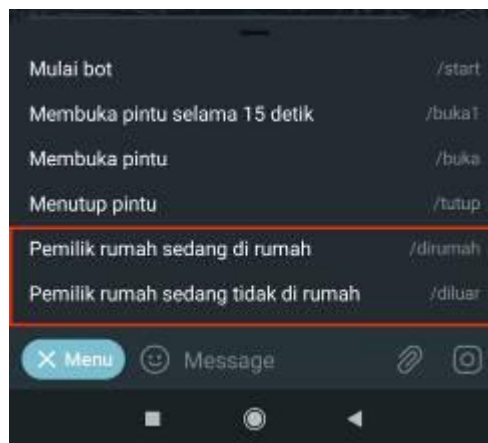 Mulai bot /start
Membuka pintu selama 15 detik /buka1
Membuka pintu /buka
Menutup pintu /tutup
Pemilik rumah sedang di rumah /dirumah
Pemilik rumah sedang tidak di rumah /diluar
Menu Message